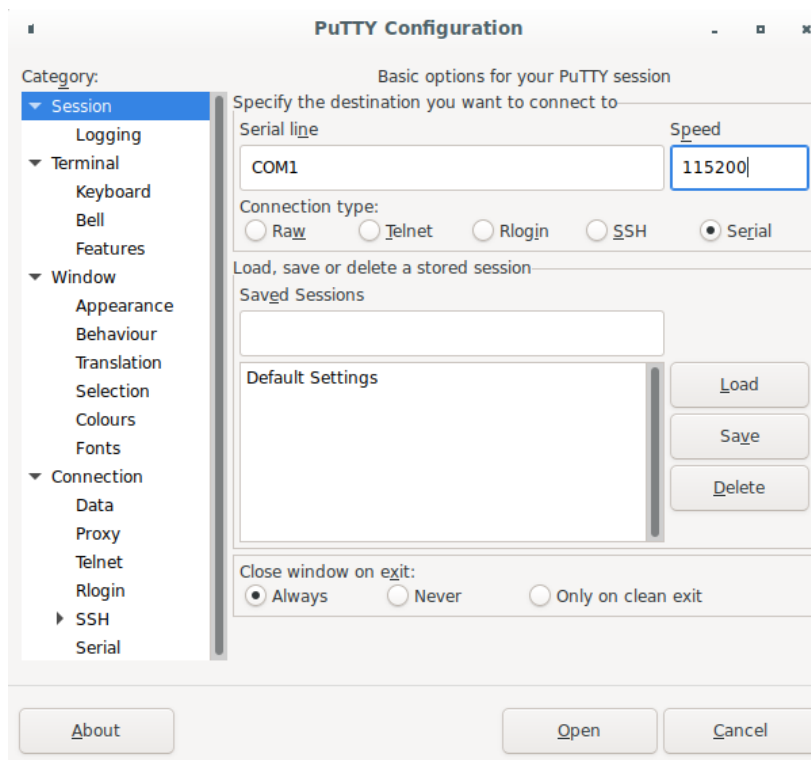 PuTTY Configuration
Category:
Session
Logging
Terminal
Keyboard
Bell
Features
Window
Appearance
Behaviour
Translation
Selection
Colours
Fonts
Connection
Data
Proxy
Telnet
Rlogin
SSH
Serial
Basic options for your PuTTY session
Specify the destination you want to connect to
Serial line Speed
COM1 115200
Connection type:
Raw Telnet Rlogin SSH Serial
Load, save or delete a stored session
Saved Sessions
Default Settings
Load
Save
Delete
Close window on exit:
Always Never Only on clean exit
About Open Cancel